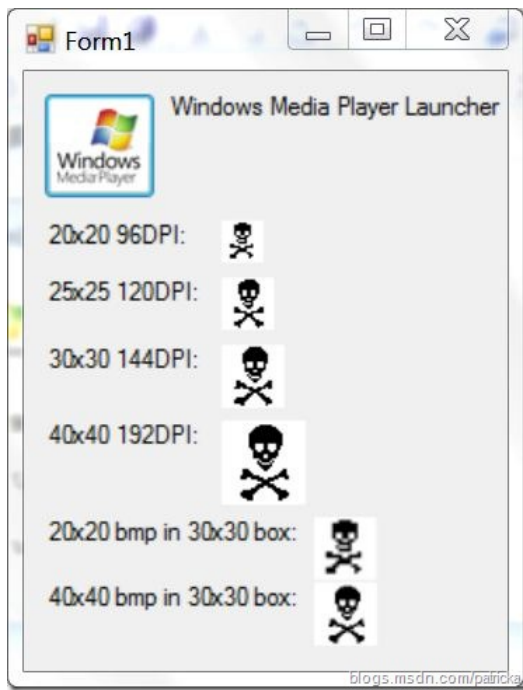 Form1
Windows Media Player Launcher
Windows
Media Player
20x20 96DPI:
25x25 120DPI:
30x30 144DPI:
40x40 192DPI:
20x20 bmp in 30x30 box:
40x40 bmp in 30x30 box:
blogs.msdn.com/patricka